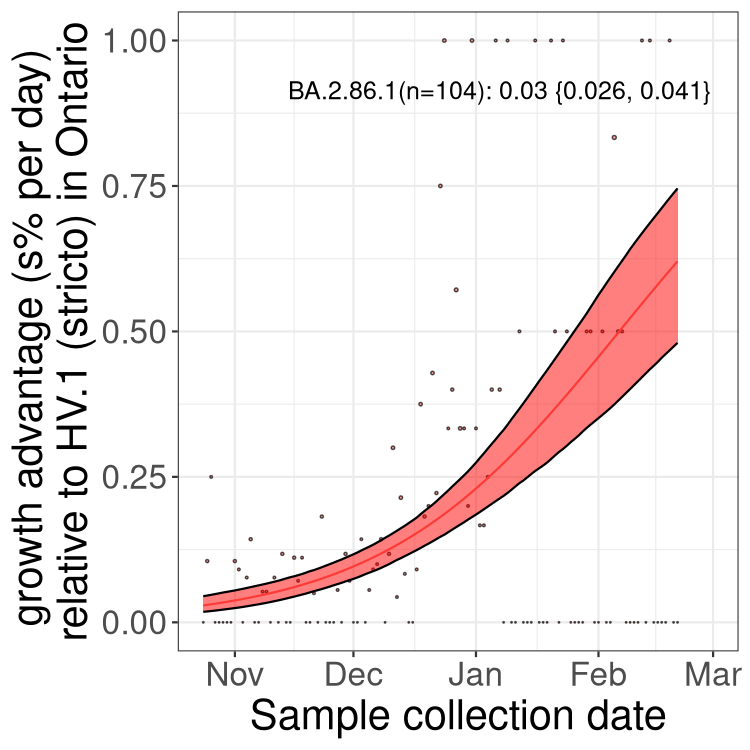 growth advantage (s% per day)
relative to HV.1 (stricto) in Ontario
1.00
BA.2.86.1(n=104): 0.03 {0.026, 0.041}
0.75
0.50
0.25
0.00
Nov Dec Jan Feb Mar
Sample collection date